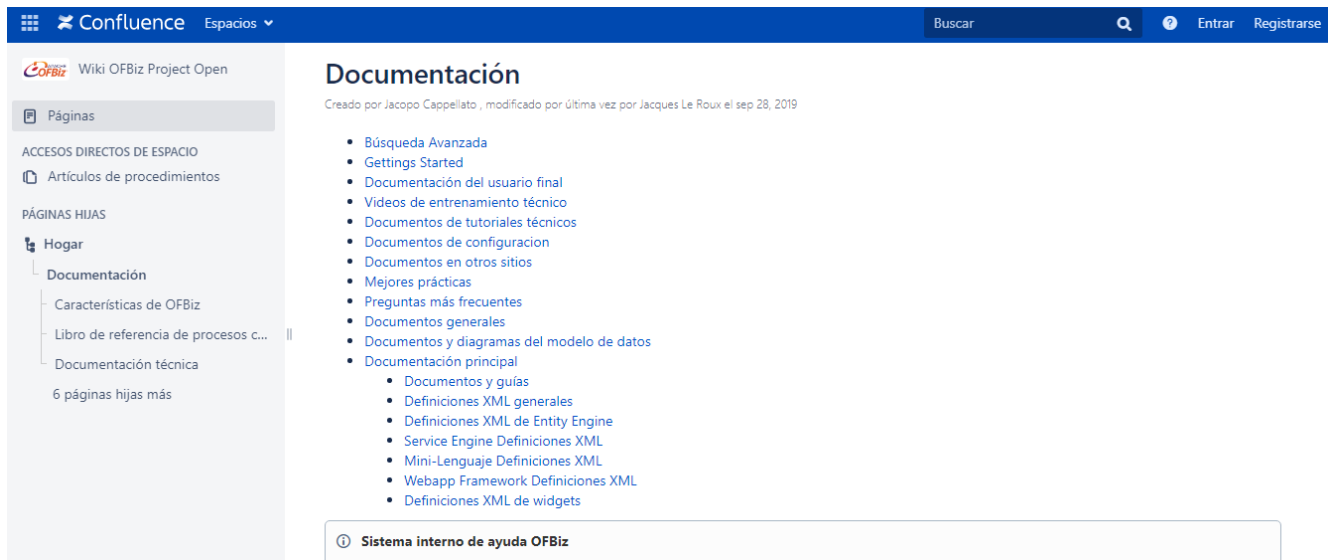 Confluence Espacios Buscar Entrar Registrarse
OFBiz Wiki OFBiz Project Open
Páginas
ACCESOS DIRECTOS DE ESPACIO
Artículos de procedimientos
PÁGINAS HIJAS
Hogar
Documentación
Características de OFBiz
Libro de referencia de procesos c...
Documentación técnica
6 páginas hijas más
Documentación
Creado por Jacopo Cappellato , modificado por última vez por Jacques Le Roux el sep 28, 2019
Búsqueda Avanzada
Gettings Started
Documentación del usuario final
Videos de entrenamiento técnico
Documentos de tutoriales técnicos
Documentos de configuracion
Documentos en otros sitios
Mejores prácticas
Preguntas más frecuentes
Documentos generales
Documentos y diagramas del modelo de datos
Documentación principal
Documentos y guías
Definiciones XML generales
Definiciones XML de Entity Engine
Service Engine Definiciones XML
Mini-Lenguaje Definiciones XML
Webapp Framework Definiciones XML
Definiciones XML de widgets
Sistema interno de ayuda OFBiz